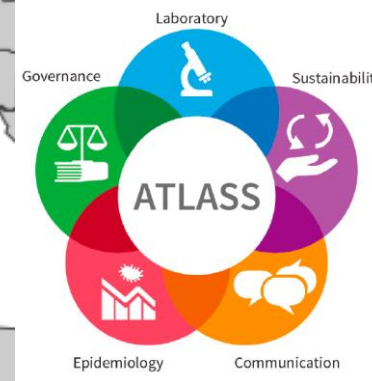 Laboratory
Governance
Sustainabilit
ATLASS
Epidemiology
Communication